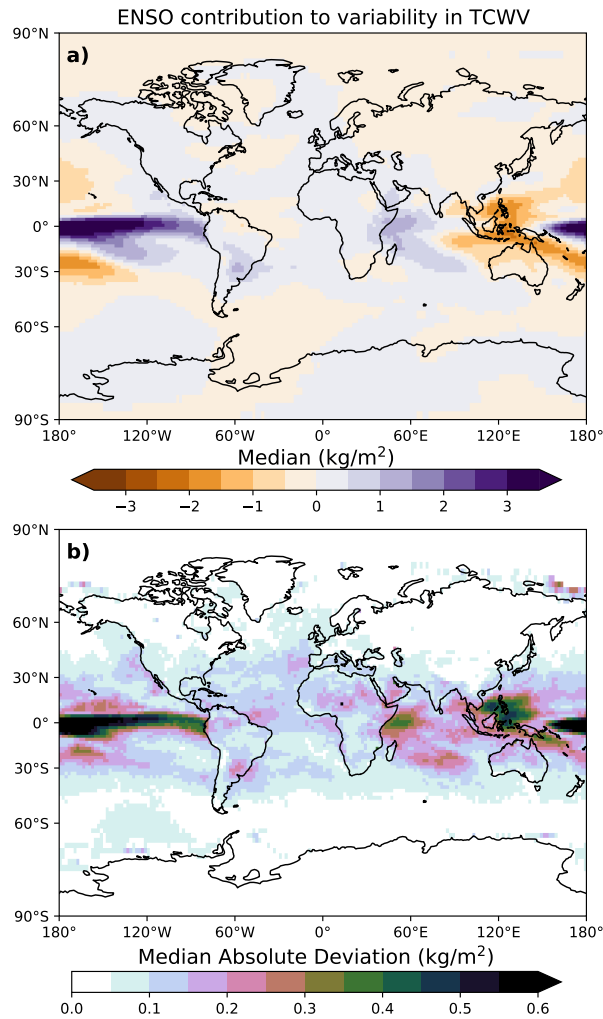 ENSO contribution to variability in TCWV
a)
90°N
60°N
30°N
0°
30°S
60°S
90°S
180° 120°W 60°W 0° 60°E 120°E 180°
Median (kg/m²)
−3 −2 −1 0 1 2 3
b)
90°N
60°N
30°N
0°
30°S
60°S
90°S
180° 120°W 60°W 0° 60°E 120°E 180°
Median Absolute Deviation (kg/m²)
0.0 0.1 0.2 0.3 0.4 0.5 0.6